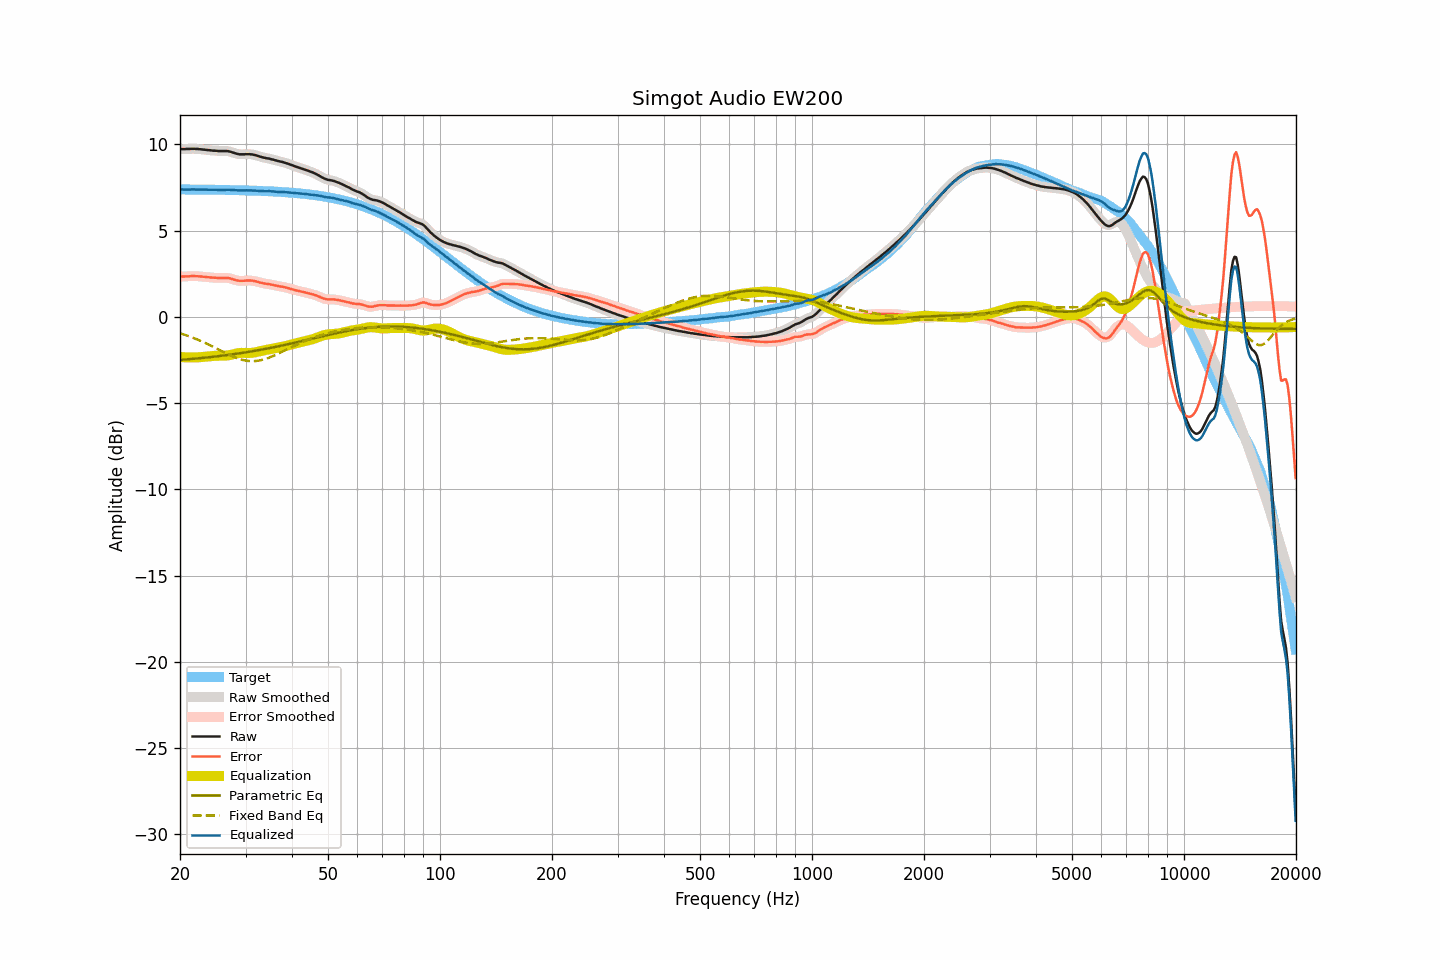 Simgot Audio EW200
Amplitude (dBr)
10
5
0
−5
−10
−15
−20
−25
−30
Target
Raw Smoothed
Error Smoothed
Raw
Error
Equalization
Parametric Eq
Fixed Band Eq
Equalized
20 50 100 200 500 1000 2000 5000 10000 20000
Frequency (Hz)